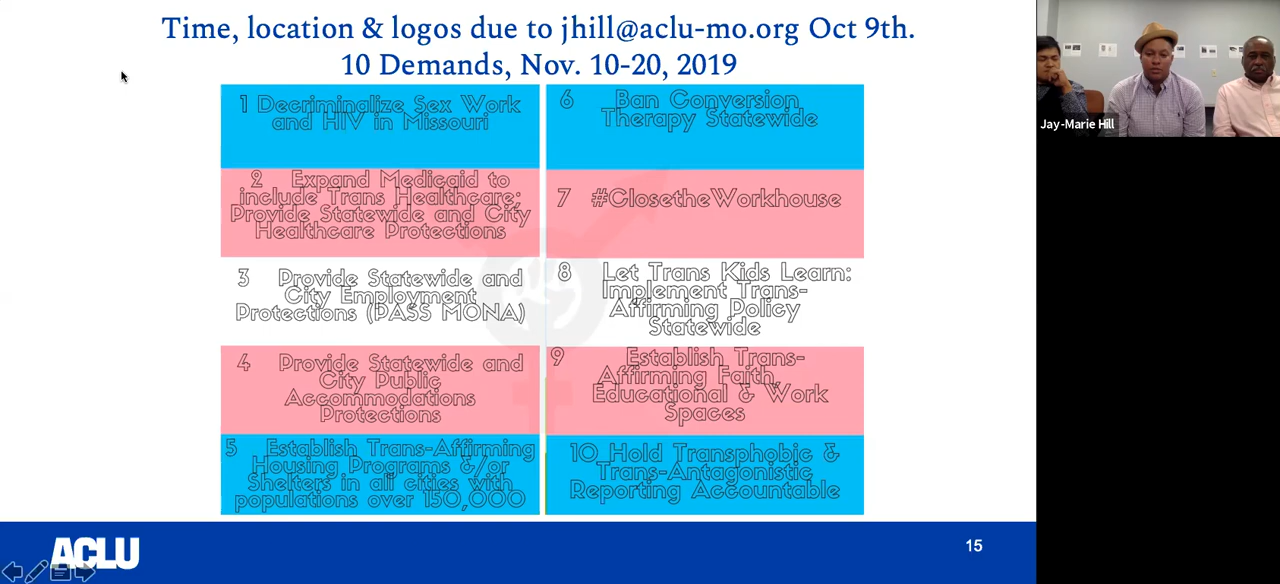 Time, location & logos due to jhill@aclu-mo.org Oct 9th.
10 Demands, Nov. 10-20, 2019
1 Decriminalize Sex Work
and HIV in Missouri
2 Expand Medicaid to
include Trans Healthcare;
Provide Statewide and City
Healthcare Protections
3 Provide Statewide and
City Employment
Protections (PASS MONA)
4 Provide Statewide and
City Public
Accommodations
Protections
5 Establish Trans-Affirming
Housing Programs &/or
Shelters in all cities with
populations over 150,000
6 Ban Conversion
Therapy Statewide
7 #ClosetheWorkhouse
8 Let Trans Kids Learn:
Implement Trans-
Affirming Policy
Statewide
9 Establish Trans-
Affirming Faith,
Educational & Work
Spaces
10 Hold Transphobic &
Trans-Antagonistic
Reporting Accountable
ACLU
15
Jay-Marie Hill